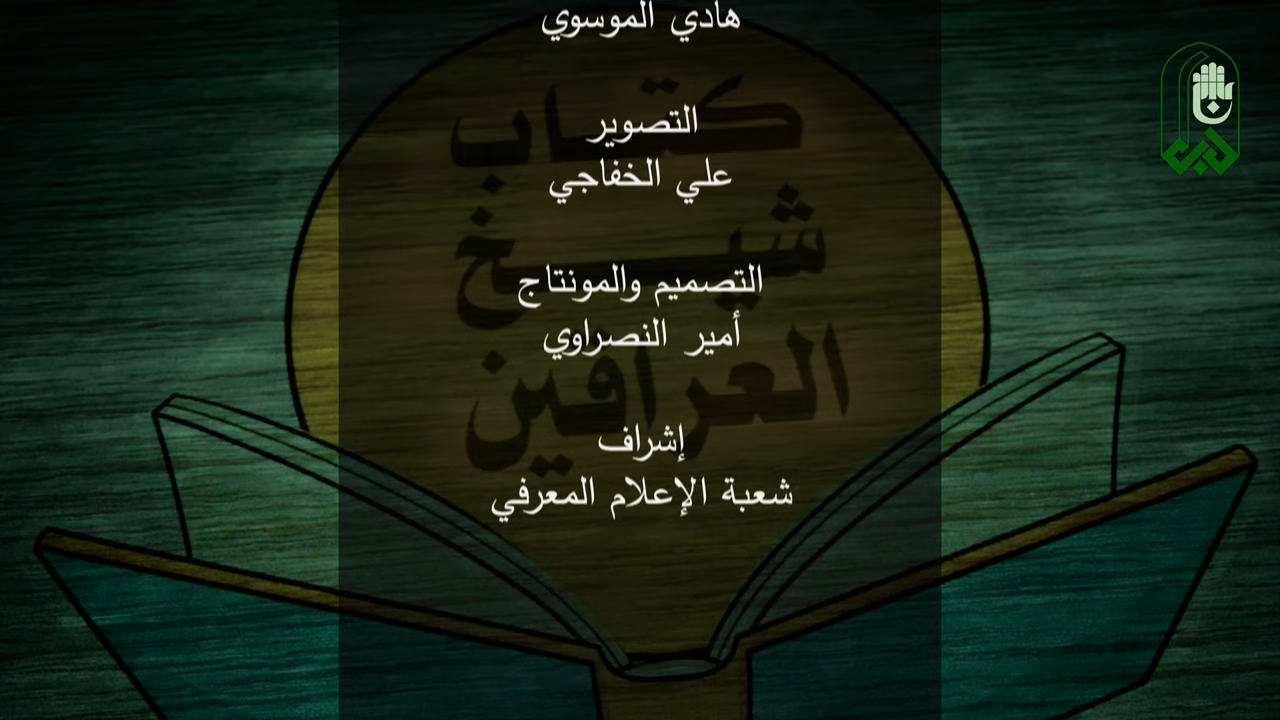 هادي الموسوي
التصوير
علي الخفاجي
التصميم والمونتاج
أمير النصراوي
إشراف
شعبة الإعلام المعرفي
كتاب
شيخ
العراقين